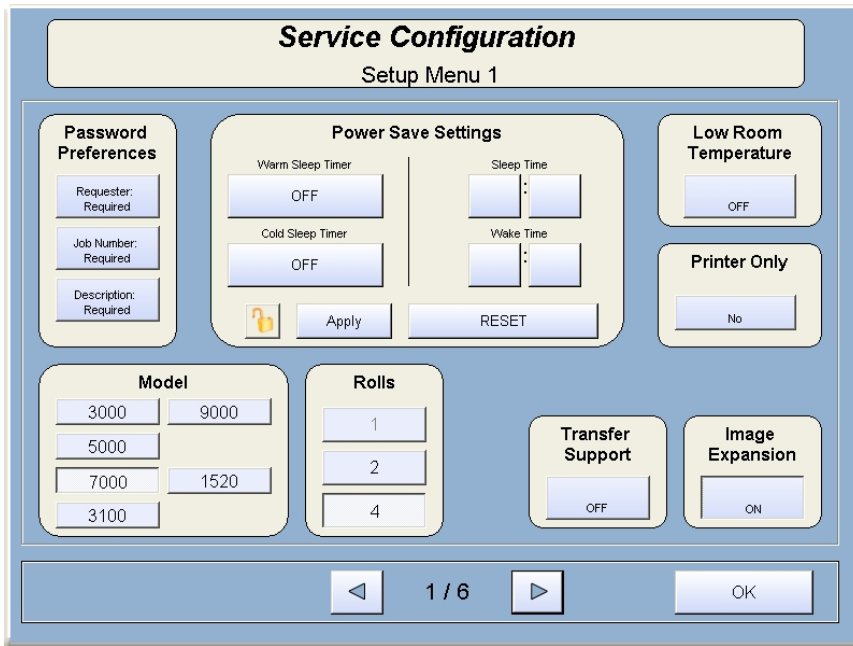 Service Configuration
Setup Menu 1
Password
Preferences
Requester:
Required
Job Number:
Required
Description:
Required
Power Save Settings
Warm Sleep Timer
OFF
Cold Sleep Timer
OFF
Sleep Time
:
Wake Time
:
Apply
RESET
Low Room
Temperature
OFF
Printer Only
No
Model
3000
9000
5000
7000
1520
3100
Rolls
1
2
4
Transfer
Support
OFF
Image
Expansion
ON
1 / 6
OK